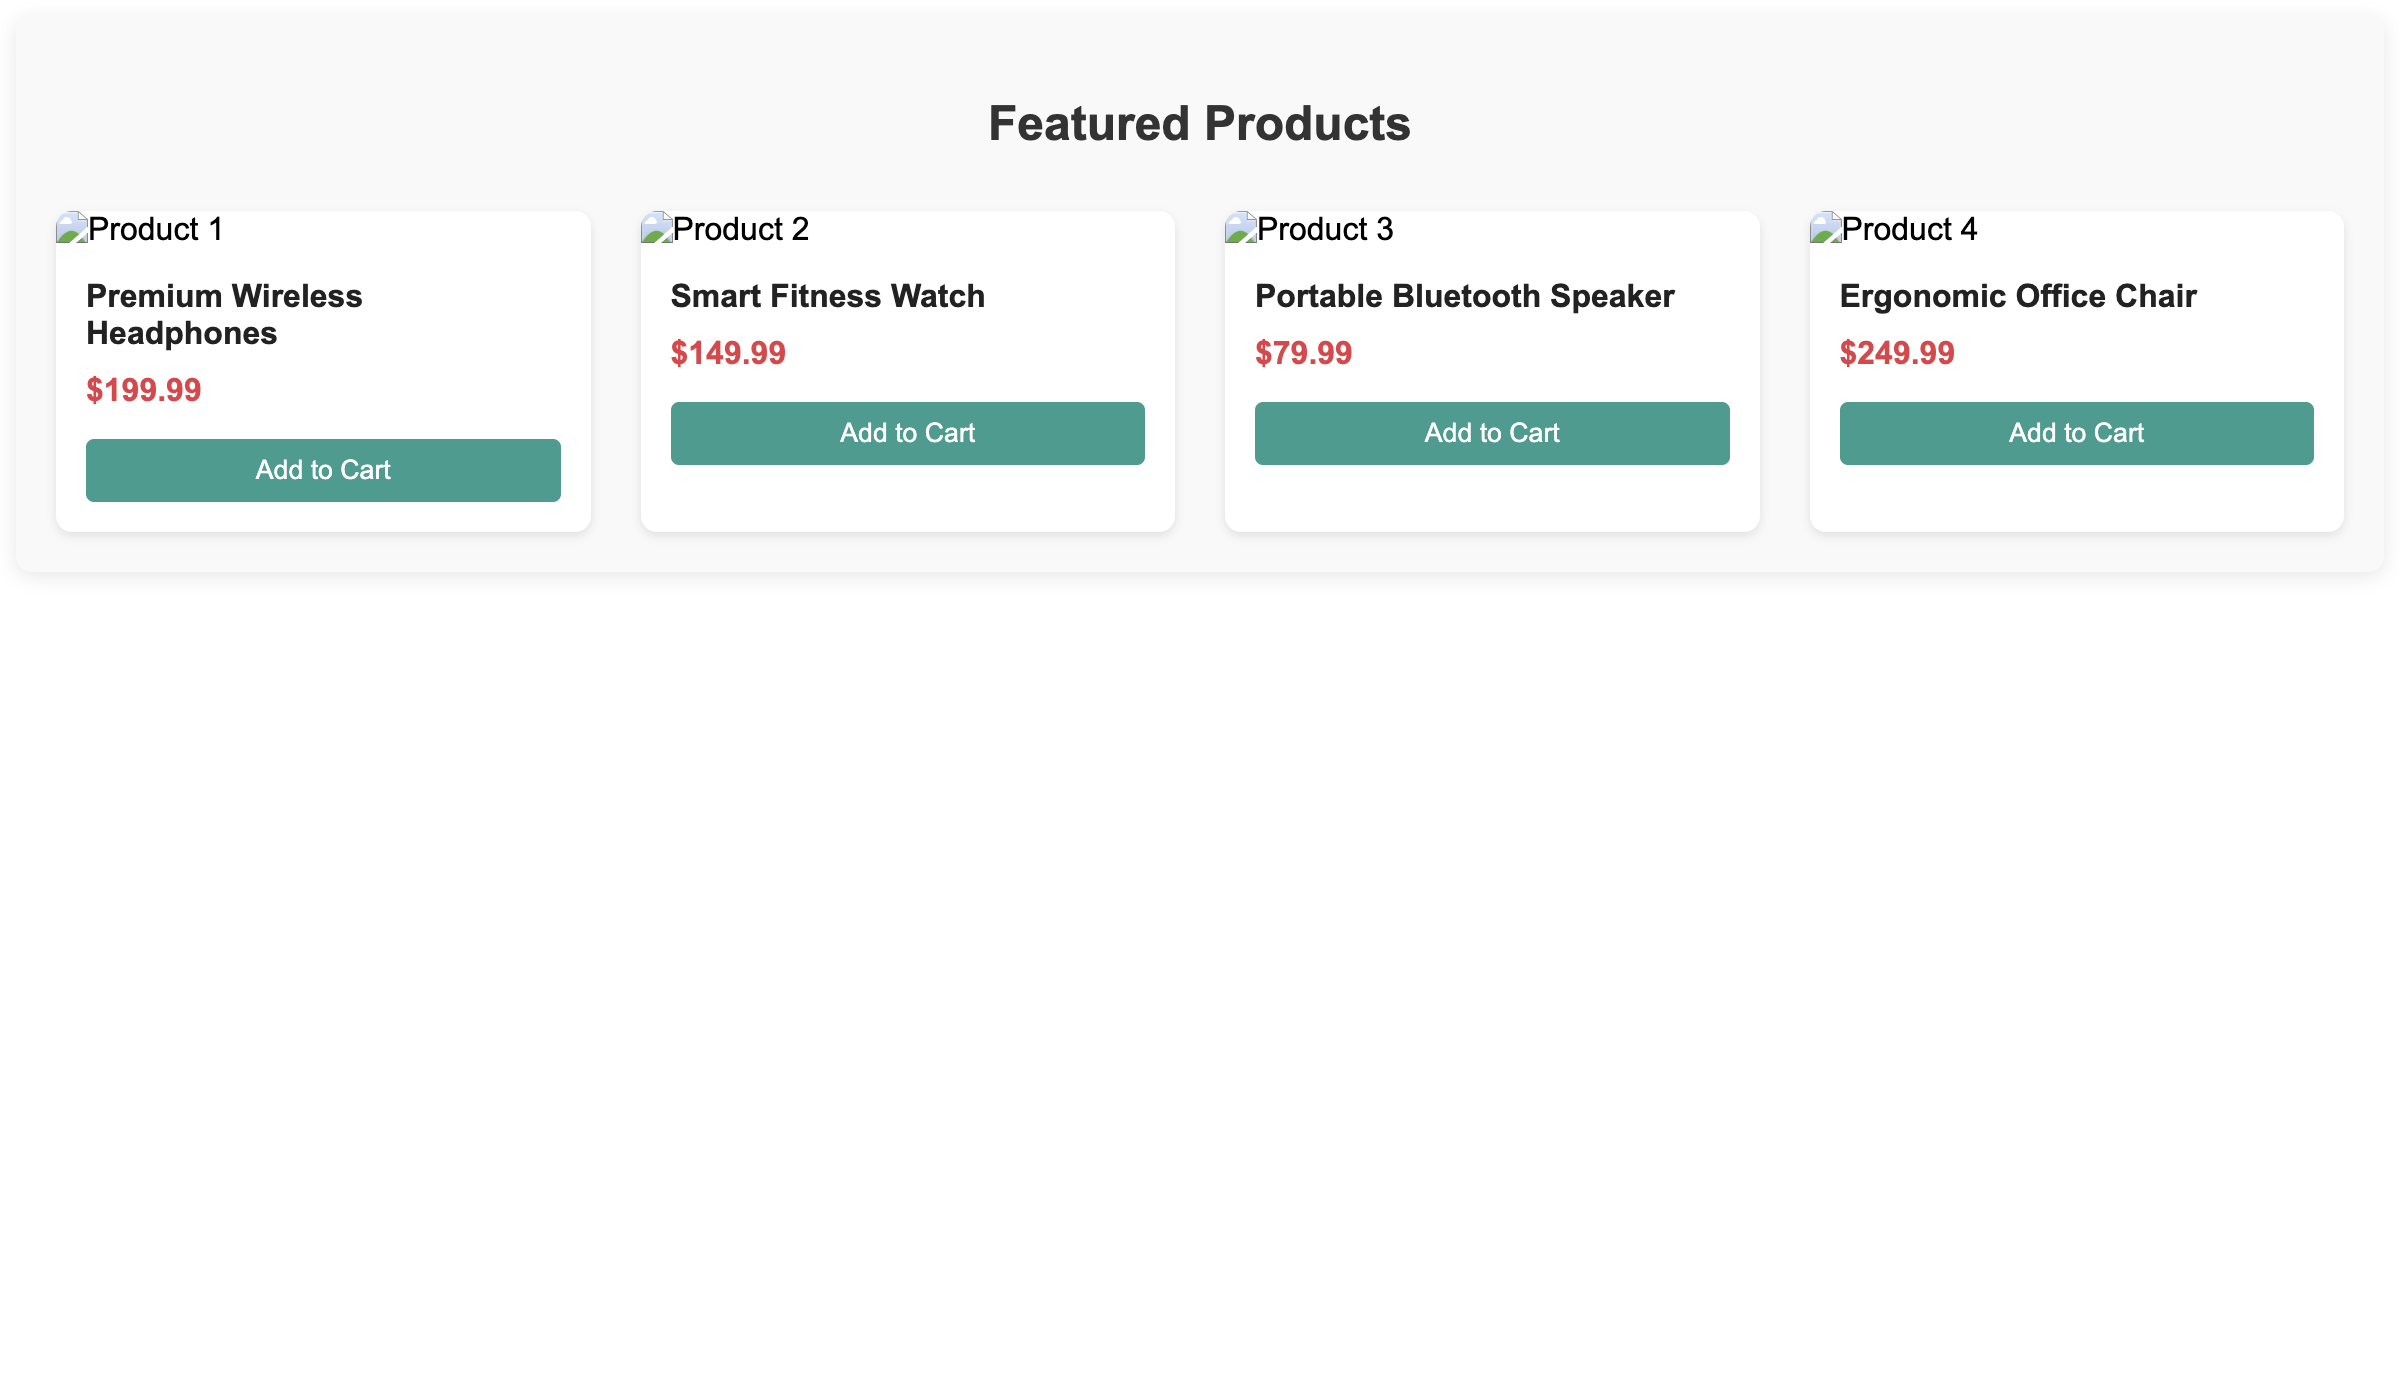 Featured Products
Product 1
Premium Wireless
Headphones
$199.99
Add to Cart
Product 2
Smart Fitness Watch
$149.99
Add to Cart
Product 3
Portable Bluetooth Speaker
$79.99
Add to Cart
Product 4
Ergonomic Office Chair
$249.99
Add to Cart